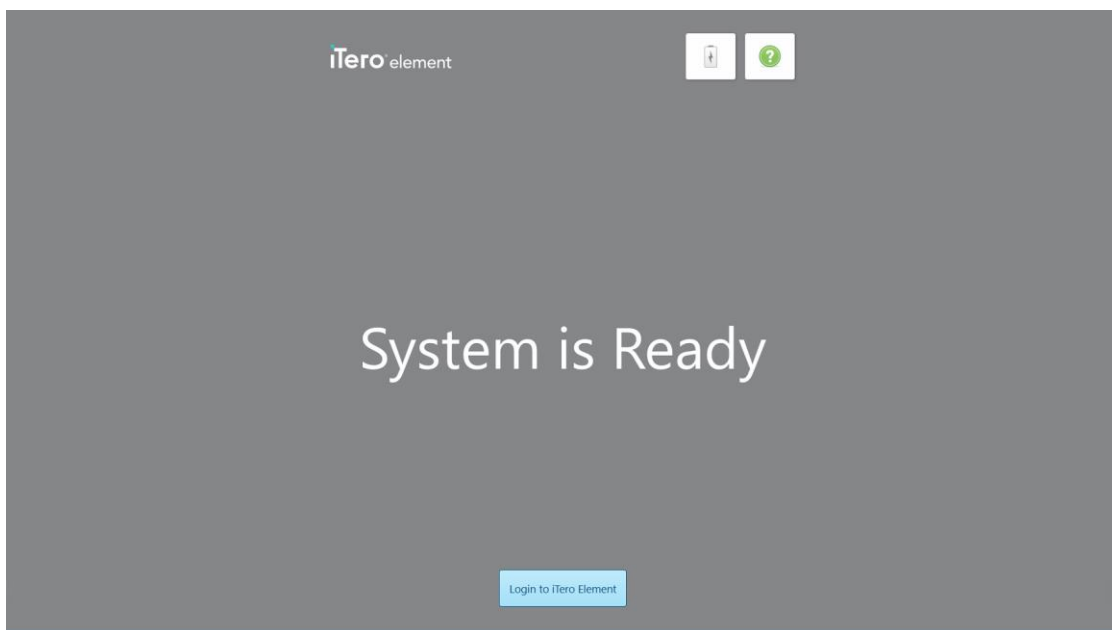 iTero element
?
System is Ready
Login to iTero Element